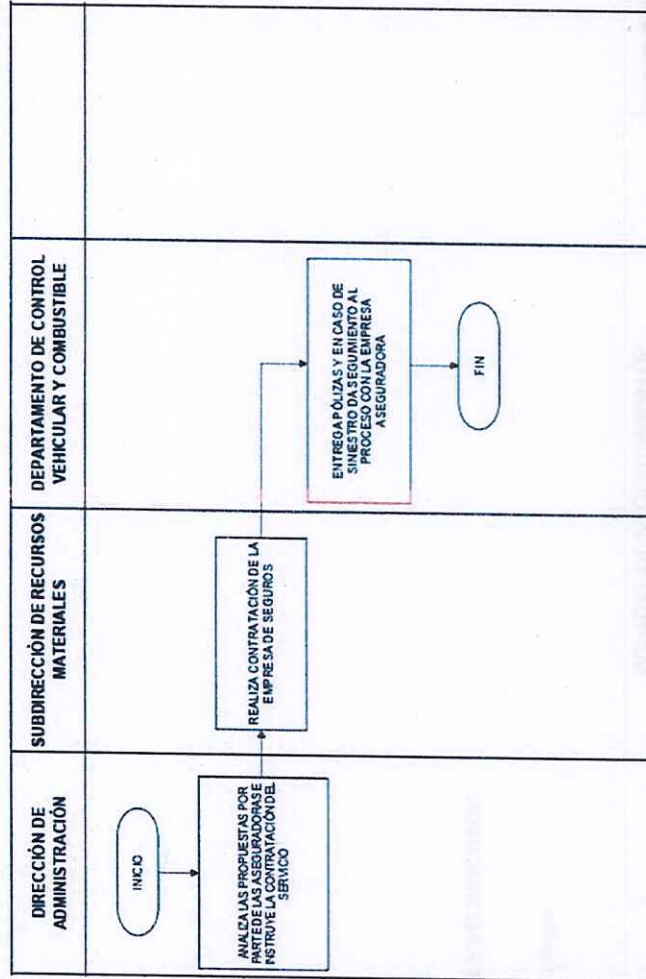 DIRECCIÓN DE
ADMINISTRACIÓN
SUBDIRECCIÓN DE RECURSOS
MATERIALES
DEPARTAMENTO DE CONTROL
VEHICULAR Y COMBUSTIBLE
INICIO
ANALIZA LAS PROPUESTAS POR
PARTE DE LAS ASEGURADORAS E
INSTRUYE LA CONTRATACIÓN DEL
SERVICIO
REALIZA CONTRATACIÓN DE LA
EMPRESA DE SEGUROS
ENTREGA PÓLIZAS Y EN CASO DE
SINIESTRO DA SEGUIMIENTO AL
PROCESO CON LA EMPRESA
ASEGURADORA
FIN